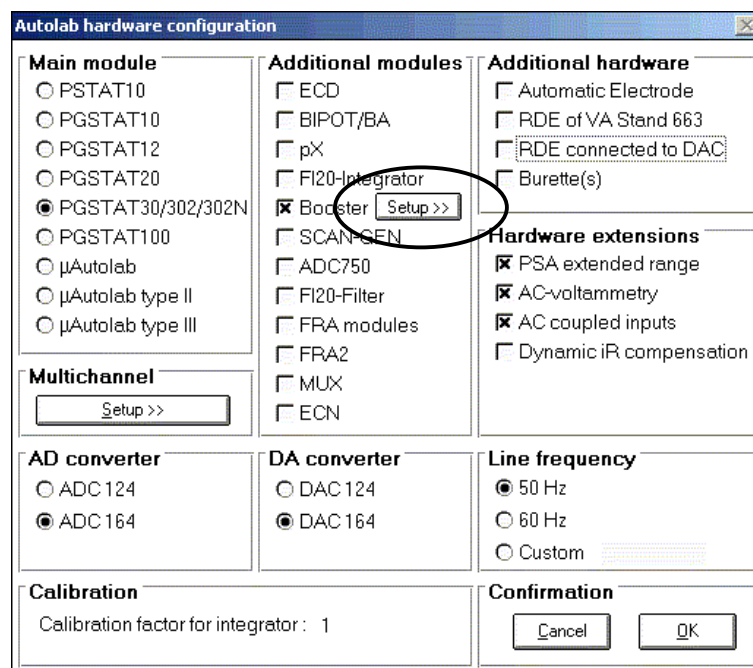 Autolab hardware configuration
Main module
PSTAT10
PGSTAT10
PGSTAT12
PGSTAT20
PGSTAT30/302/302N
PGSTAT100
µAutolab
µAutolab type II
µAutolab type III
Multichannel
Setup >>
Additional modules
ECD
BIPOT/BA
pX
FI20-Integrator
Booster Setup >>
SCAN-GEN
ADC750
FI20-Filter
FRA modules
FRA2
MUX
ECN
Additional hardware
Automatic Electrode
RDE of VA Stand 663
RDE connected to DAC
Burette(s)
Hardware extensions
PSA extended range
AC-voltammetry
AC coupled inputs
Dynamic iR compensation
AD converter
ADC124
ADC164
DA converter
DAC124
DAC164
Line frequency
50 Hz
60 Hz
Custom
Calibration
Calibration factor for integrator : 1
Confirmation
Cancel
OK